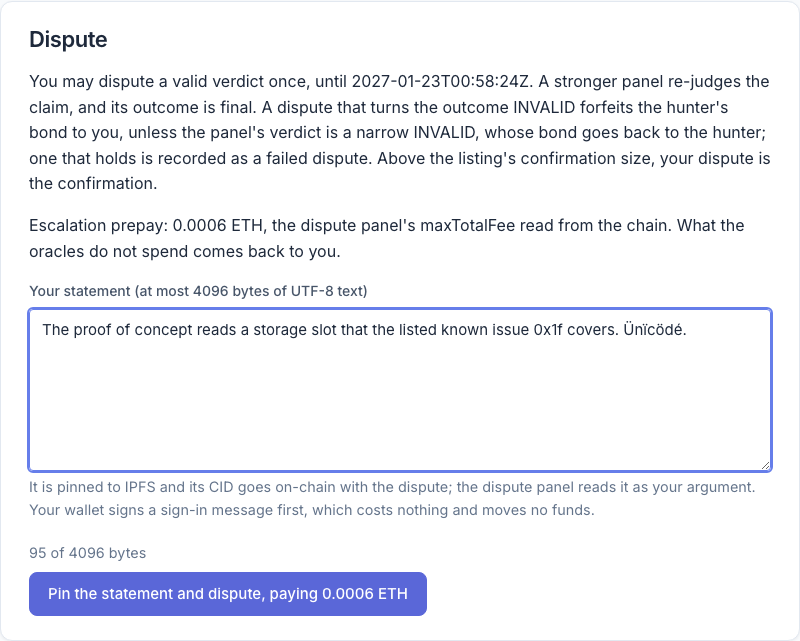 Dispute
You may dispute a valid verdict once, until 2027-01-23T00:58:24Z. A stronger panel re-judges the
claim, and its outcome is final. A dispute that turns the outcome INVALID forfeits the hunter's
bond to you, unless the panel's verdict is a narrow INVALID, whose bond goes back to the hunter;
one that holds is recorded as a failed dispute. Above the listing's confirmation size, your dispute is
the confirmation.
Escalation prepay: 0.0006 ETH, the dispute panel's maxTotalFee read from the chain. What the
oracles do not spend comes back to you.
Your statement (at most 4096 bytes of UTF-8 text)
The proof of concept reads a storage slot that the listed known issue 0x1f covers. Ünïcödé.
It is pinned to IPFS and its CID goes on-chain with the dispute; the dispute panel reads it as your argument.
Your wallet signs a sign-in message first, which costs nothing and moves no funds.
95 of 4096 bytes
Pin the statement and dispute, paying 0.0006 ETH